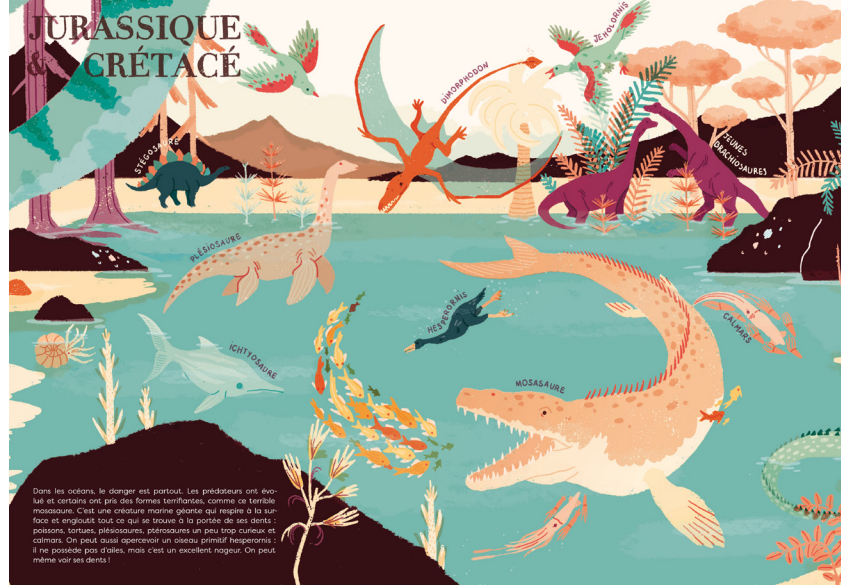 JURASSIQUE
& CRÉTACÉ
JEHOLORNIS
DIMORPHODON
STÉGOSAURE
JEUNES
BRACHIOSAURES
PLÉSIOSAURE
HESPERORNIS
CALMARS
ICHTYOSAURE
MOSASAURE
Dans les océans, le danger est partout. Les prédateurs ont évo-
lué et certains ont pris des formes terrifiantes, comme ce terrible
mosasaure. C'est une créature marine géante qui respire à la sur-
face et engloutit tout ce qui se trouve à la portée de ses dents :
poissons, tortues, plésiosaures, ptérosaures un peu trop curieux et
calmars. On peut aussi apercevoir un oiseau primitif hesperornis :
il ne possède pas d'ailes, mais c'est un excellent nageur. On peut
même voir ses dents !